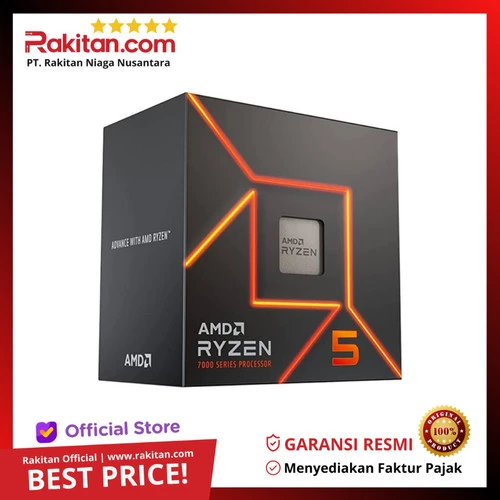 Rakitan.com
PT. Rakitan Niaga Nusantara
ADVANCE WITH AMD RYZEN™
AMD
AMD
RYZEN
AMD
RYZEN
7000 SERIES PROCESSOR
5
Official Store
Rakitan Official | www.rakitan.com
BEST PRICE!
GARANSI RESMI
Menyediakan Faktur Pajak
ORIGINAL
100%
PRODUCT